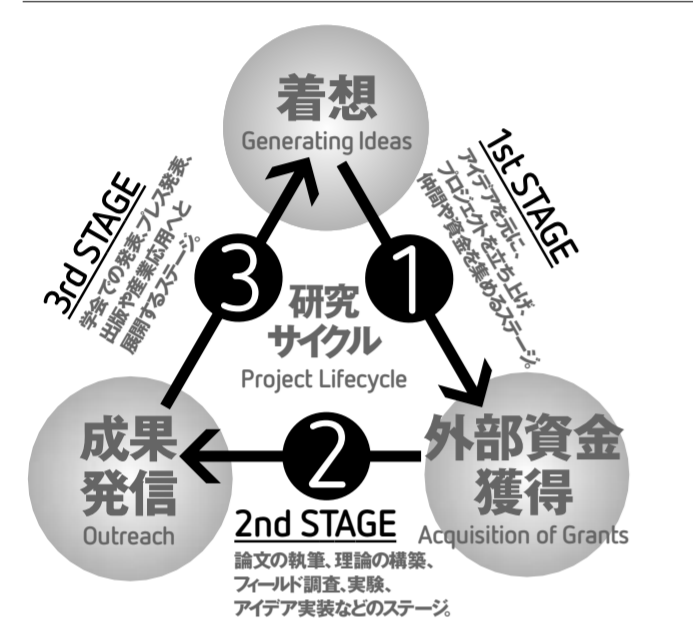 着想
Generating Ideas
1st STAGE
アイデアを元に、
プロジェクトを立ち上げ、
仲間や資金を集めるステージ。
3rd STAGE
学会での発表、プレス発表、
出版や産業応用へと
展開するステージ。
3
1
研究
サイクル
Project Lifecycle
成果
発信
Outreach
2
外部資金
獲得
Acquisition of Grants
2nd STAGE
論文の執筆、理論の構築、
フィールド調査、実験、
アイデア実装などのステージ。